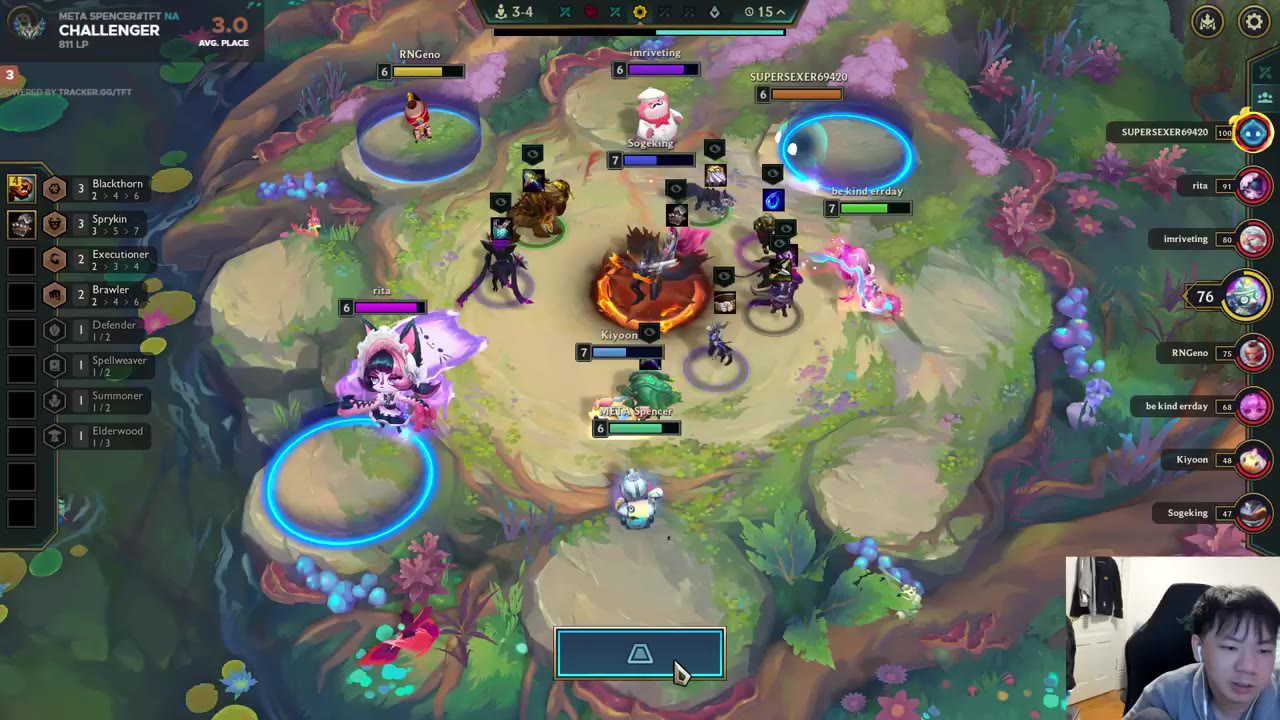 META SPENCER#TFT NA
CHALLENGER
811 LP
3.0
AVG. PLACE
3
POWERED BY TRACKER.GG/TFT
3-4
15
RNGeno
6
imriveting
6
SUPERSEXER69420
6
Sogeking
7
be kind errday
7
rita
6
Kiyoon
7
META Spencer
6
3 Blackthorn
2 > 4 > 6
3 Sprykin
3 > 5 > 7
2 Executioner
2 > 3 > 4
2 Brawler
2 > 4 > 6
1 Defender
1 / 2
1 Spellweaver
1 / 2
1 Summoner
1 / 2
1 Elderwood
1 / 3
SUPERSEXER69420 100
rita 91
imriveting 80
76
RNGeno 75
be kind errday 68
Kiyoon 48
Sogeking 47